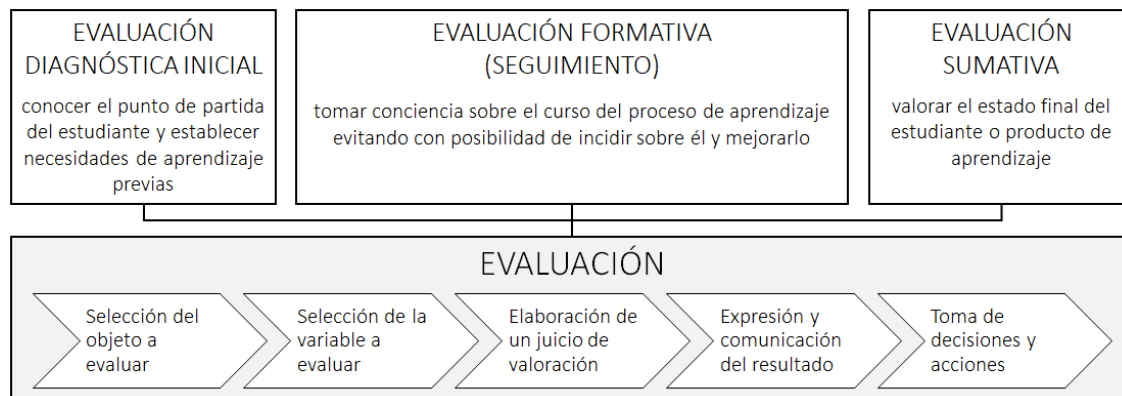 EVALUACIÓN
DIAGNÓSTICA INICIAL
conocer el punto de partida
del estudiante y establecer
necesidades de aprendizaje
previas
EVALUACIÓN FORMATIVA
(SEGUIMIENTO)
tomar conciencia sobre el curso del proceso de aprendizaje
evitando con posibilidad de incidir sobre él y mejorarlo
EVALUACIÓN
SUMATIVA
valorar el estado final del
estudiante o producto de
aprendizaje
EVALUACIÓN
Selección del
objeto a
evaluar
Selección de la
variable a
evaluar
Elaboración de
un juicio de
valoración
Expresión y
comunicación
del resultado
Toma de
decisiones y
acciones